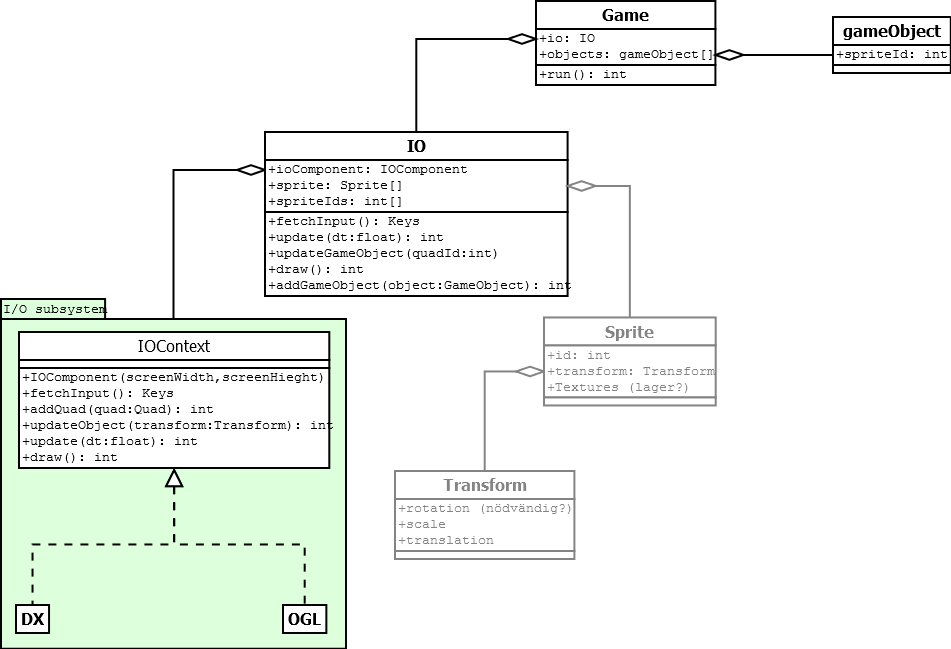 Game
+io: IO
+objects: gameObject[]
+run(): int
gameObject
+spriteId: int
IO
+ioComponent: IOComponent
+sprite: Sprite[]
+spriteIds: int[]
+fetchInput(): Keys
+update(dt:float): int
+updateGameObject(quadId:int)
+draw(): int
+addGameObject(object:GameObject): int
I/O subsystem
IOContext
+IOComponent(screenWidth,screenHieght)
+fetchInput(): Keys
+addQuad(quad:Quad): int
+updateObject(transform:Transform): int
+update(dt:float): int
+draw(): int
DX
OGL
Sprite
+id: int
+transform: Transform
+Textures (lager?)
Transform
+rotation (nödvändig?)
+scale
+translation